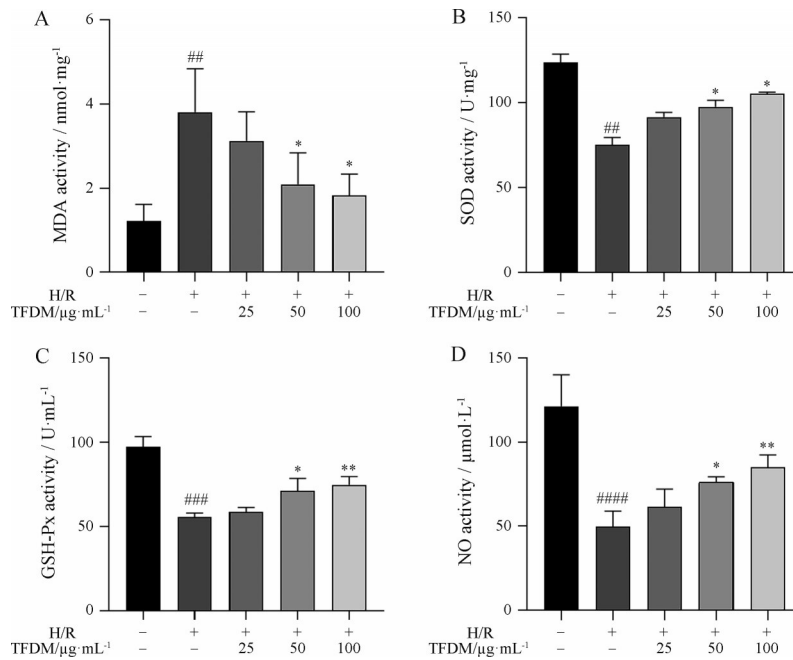 A
MDA activity / nmol·mg⁻¹
6
4
2
0
##
*
*
H/R
– + + + +
TFDM/μg·mL⁻¹
– – 25 50 100
B
SOD activity / U·mg⁻¹
150
100
50
0
##
*
*
H/R
– + + + +
TFDM/μg·mL⁻¹
– – 25 50 100
C
GSH-Px activity / U·mL⁻¹
150
100
50
0
###
*
**
H/R
– + + + +
TFDM/μg·mL⁻¹
– – 25 50 100
D
NO activity / μmol·L⁻¹
150
100
50
0
####
*
**
H/R
– + + + +
TFDM/μg·mL⁻¹
– – 25 50 100